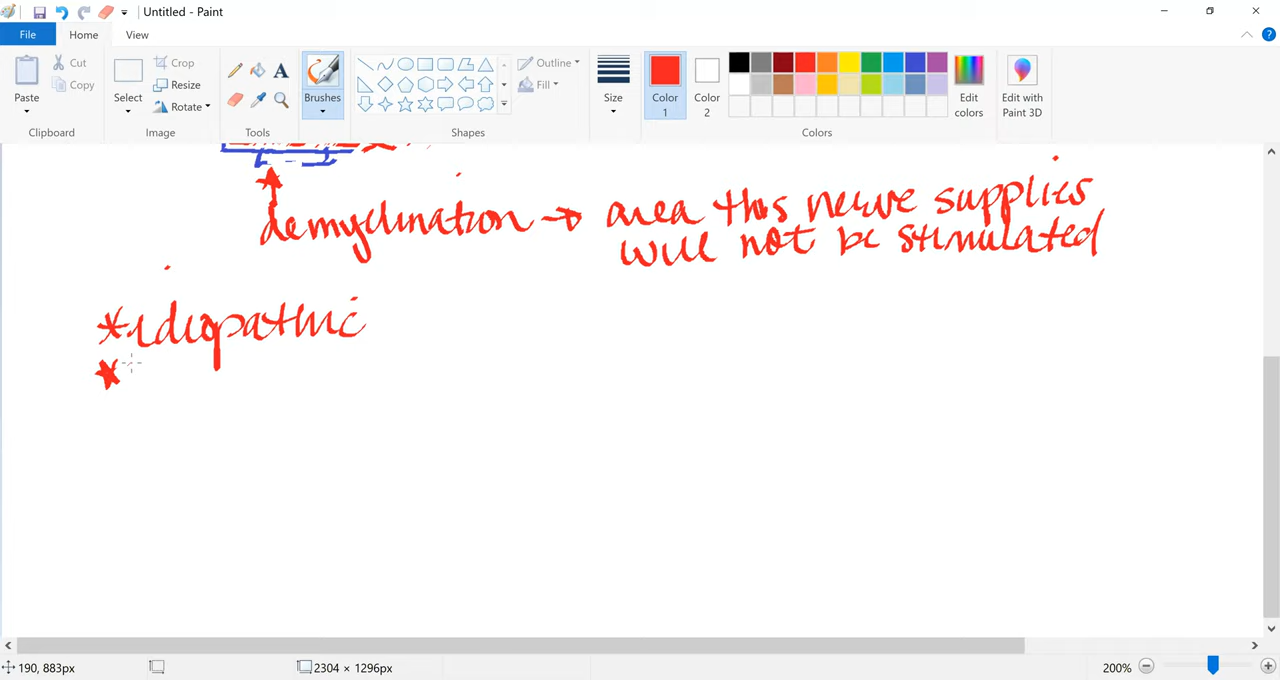 Untitled - Paint
File
Home
View
Paste
Cut
Copy
Clipboard
Select
Crop
Resize
Rotate
Image
Tools
Brushes
Shapes
Outline
Fill
Size
Color 1
Color 2
Edit colors
Edit with Paint 3D
Colors
demyelination → area this nerve supplies
will not be stimulated
*idiopathic
*
190, 883px
2304 × 1296px
200%